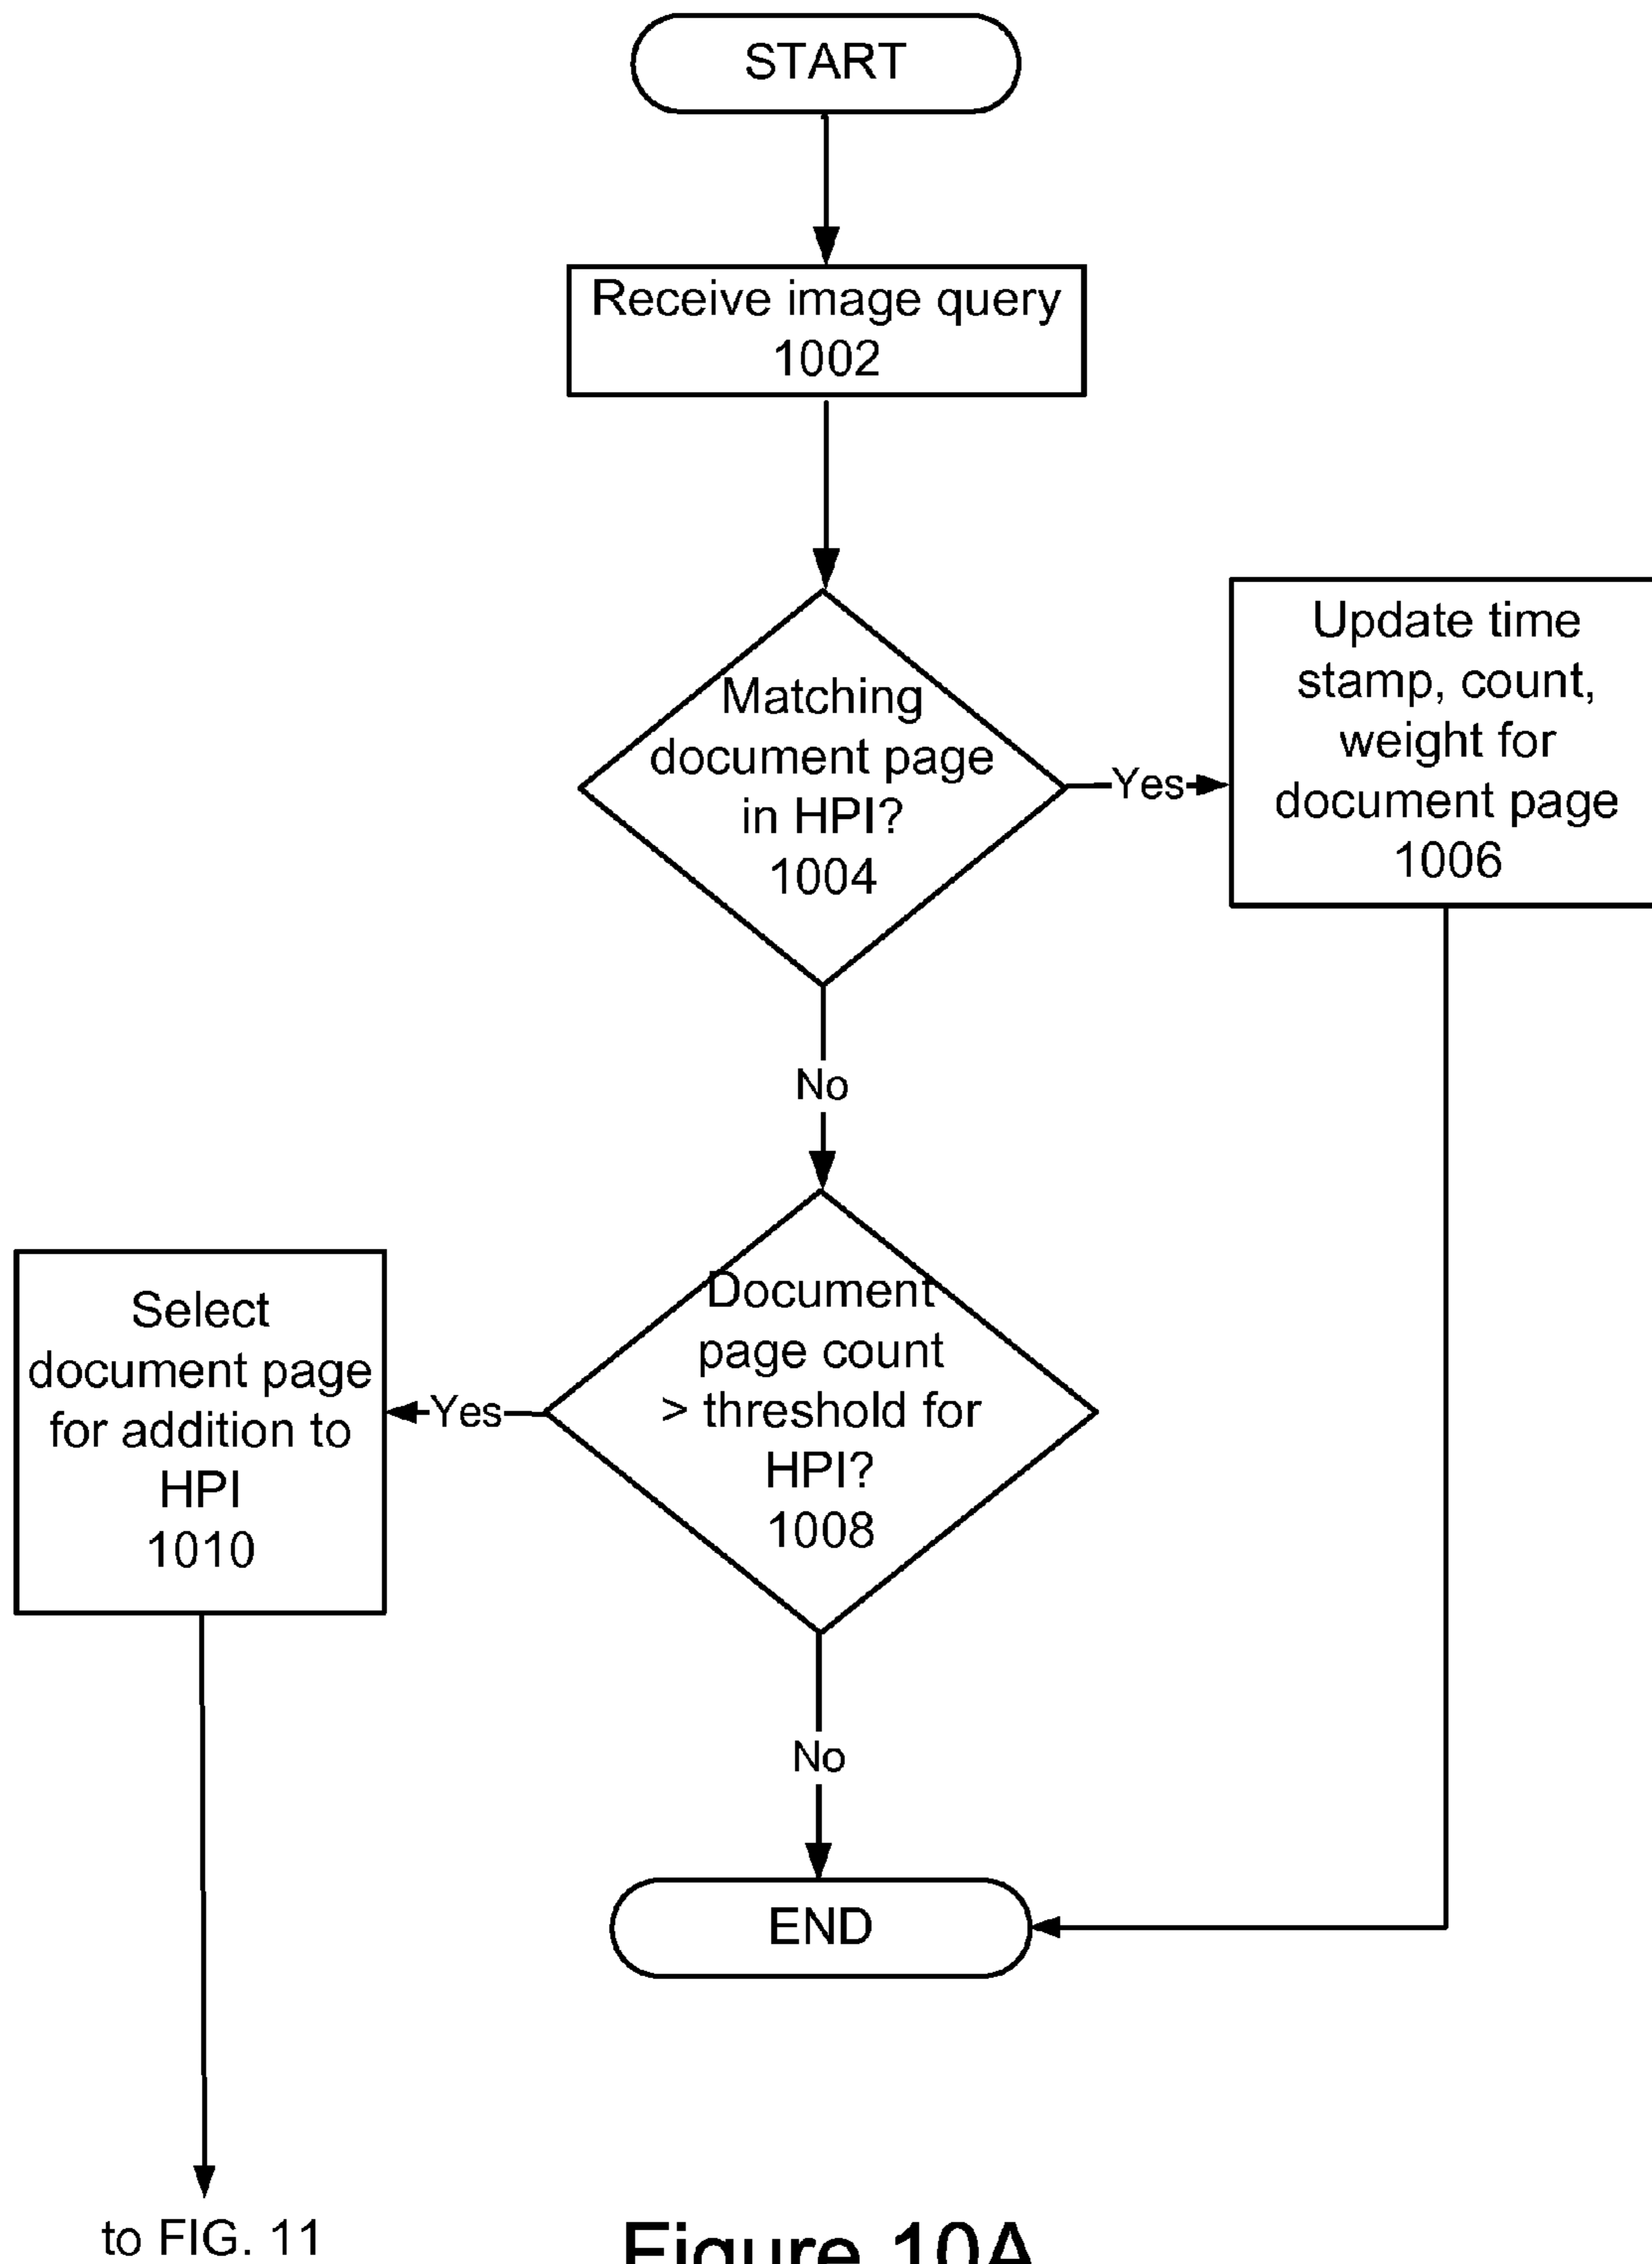 START
Receive image query
1002
Matching
document page
in HPI?
1004
Yes
Update time
stamp, count,
weight for
document page
1006
No
Document
page count
> threshold for
HPI?
1008
Yes
Select
document page
for addition to
HPI
1010
No
END
to FIG. 11
Figure 10A